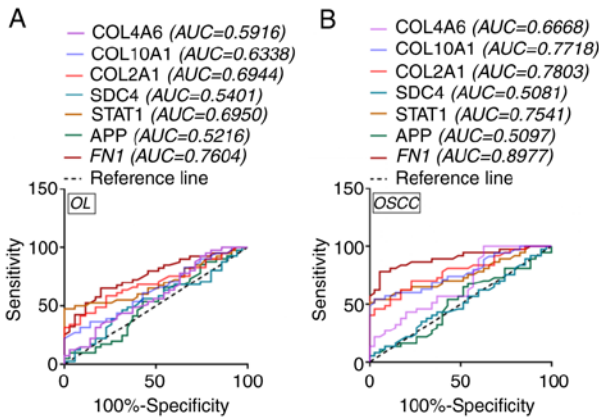 A
COL4A6 (AUC=0.5916)
COL10A1 (AUC=0.6338)
COL2A1 (AUC=0.6944)
SDC4 (AUC=0.5401)
STAT1 (AUC=0.6950)
APP (AUC=0.5216)
FN1 (AUC=0.7604)
Reference line
150
OL
100
50
0
Sensitivity
0 50 100
100%-Specificity
B
COL4A6 (AUC=0.6668)
COL10A1 (AUC=0.7718)
COL2A1 (AUC=0.7803)
SDC4 (AUC=0.5081)
STAT1 (AUC=0.7541)
APP (AUC=0.5097)
FN1 (AUC=0.8977)
Reference line
150
OSCC
100
50
0
Sensitivity
0 50 100
100%-Specificity